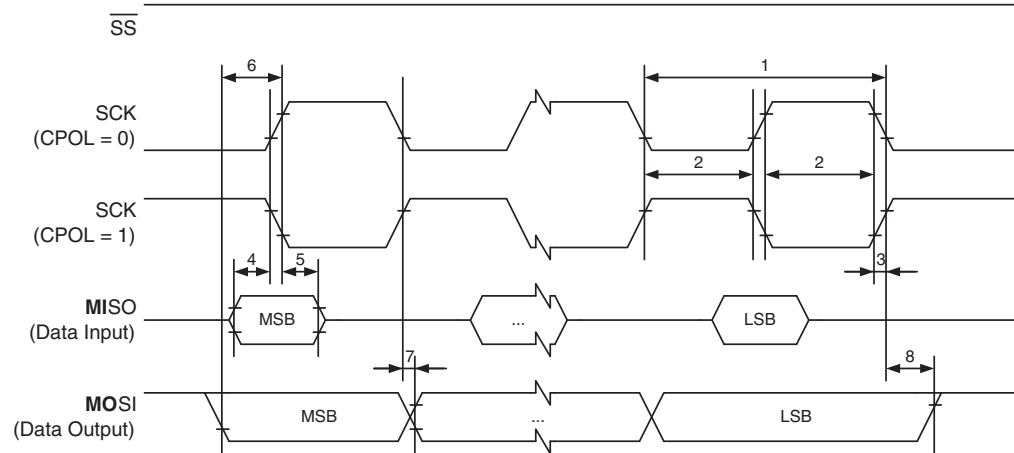 SS
6
1
SCK
(CPOL = 0)
2
2
SCK
(CPOL = 1)
4
5
3
MISO
(Data Input)
MSB
...
LSB
7
8
MOSI
(Data Output)
MSB
...
LSB